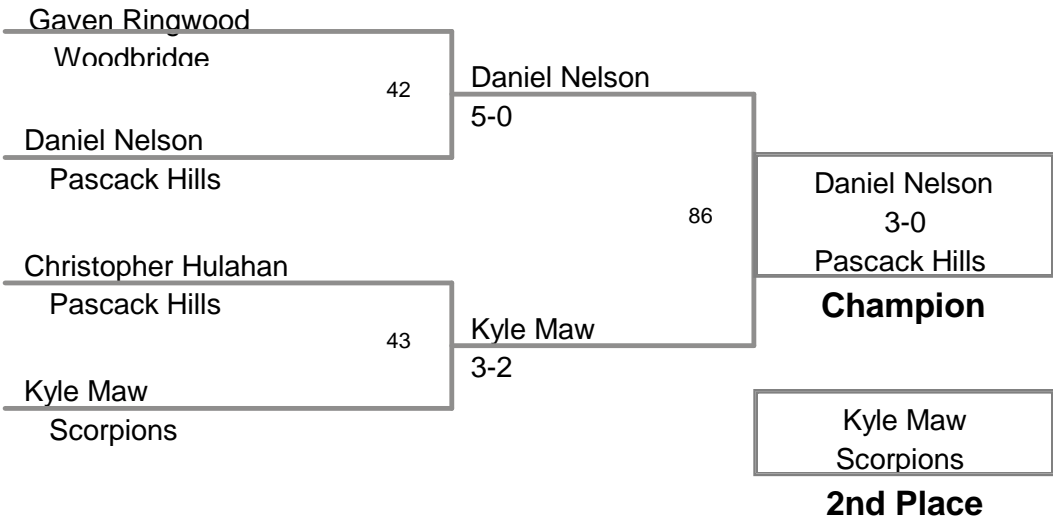 Gaven Ringwood
Woodbridge
42
Daniel Nelson
5-0
Daniel Nelson
Pascack Hills
Daniel Nelson
3-0
Pascack Hills
Champion
86
Christopher Hulahan
Pascack Hills
43
Kyle Maw
3-2
Kyle Maw
Scorpions
Kyle Maw
Scorpions
2nd Place